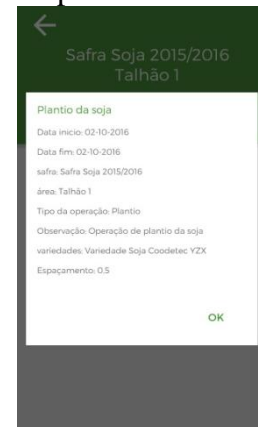 Safra Soja 2015/2016
Talhão 1
Plantio da soja
Data inicio: 02-10-2016
Data fim: 02-10-2016
safra: Safra Soja 2015/2016
área: Talhão 1
Tipo da operação: Plantio
Observação: Operação de plantio da soja
variedades: Variedade Soja Coodetec YZX
Espaçamento: 0.5
OK